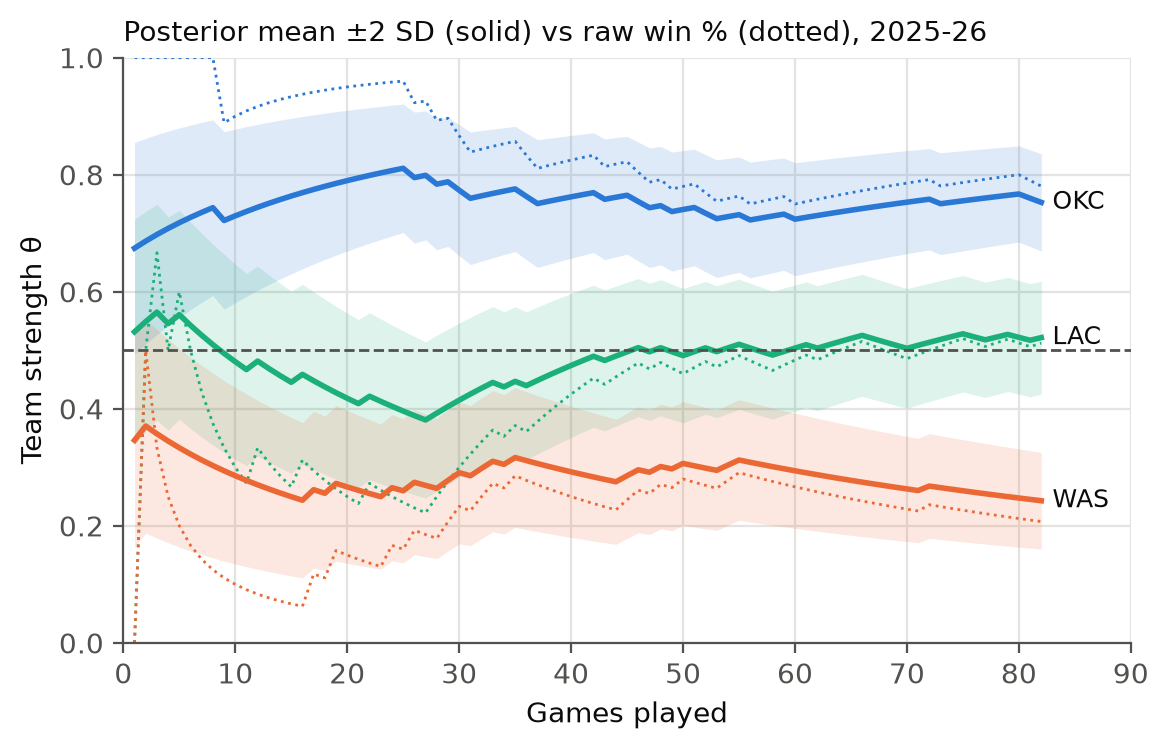 Posterior mean ±2 SD (solid) vs raw win % (dotted), 2025-26
1.0
0.8
0.6
0.4
0.2
0.0
Team strength θ
OKC
LAC
WAS
0 10 20 30 40 50 60 70 80 90
Games played